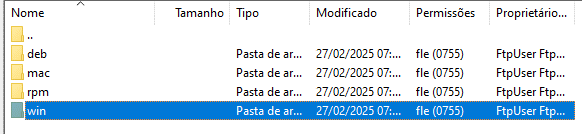 Nome Tamanho Tipo Modificado Permissões Proprietário...
..
deb Pasta de ar... 27/02/2025 07:... fle (0755) FtpUser Ftp...
mac Pasta de ar... 27/02/2025 07:... fle (0755) FtpUser Ftp...
rpm Pasta de ar... 27/02/2025 07:... fle (0755) FtpUser Ftp...
win Pasta de ar... 27/02/2025 07:... fle (0755) FtpUser Ftp...